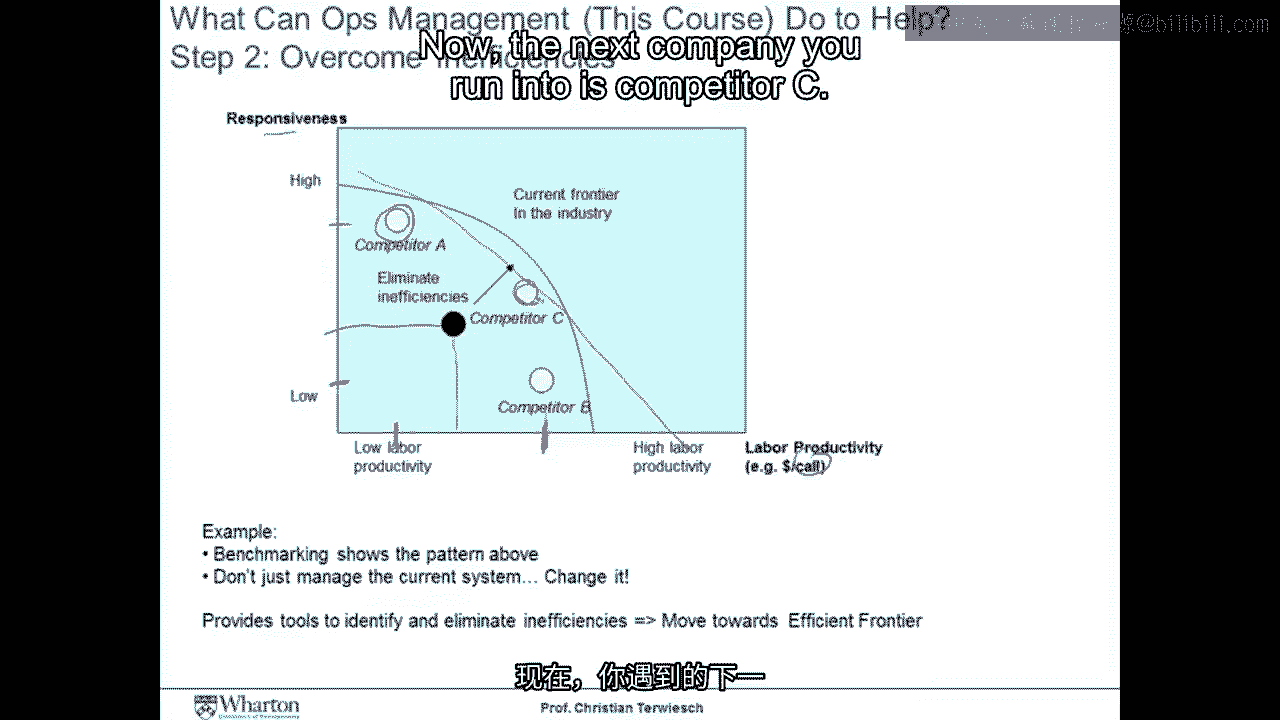 What Can Ops Management (This Course) Do to Help?
Step 2: Overcome Inefficiencies
@bilibili.com
Now, the next company you
run into is competitor C.
Responsiveness
High
Current frontier
In the industry
Competitor A
Eliminate
inefficiencies
Competitor C
Low
Competitor B
Low labor
productivity
High labor
productivity
Labor Productivity
(e.g. $/call)
Example:
• Benchmarking shows the pattern above
• Don't just manage the current system... Change it!
Provides tools to identify and eliminate inefficiencies => Move towards Efficient Frontier
现在，你遇到的下一
Wharton
Prof. Christian Terwiesch